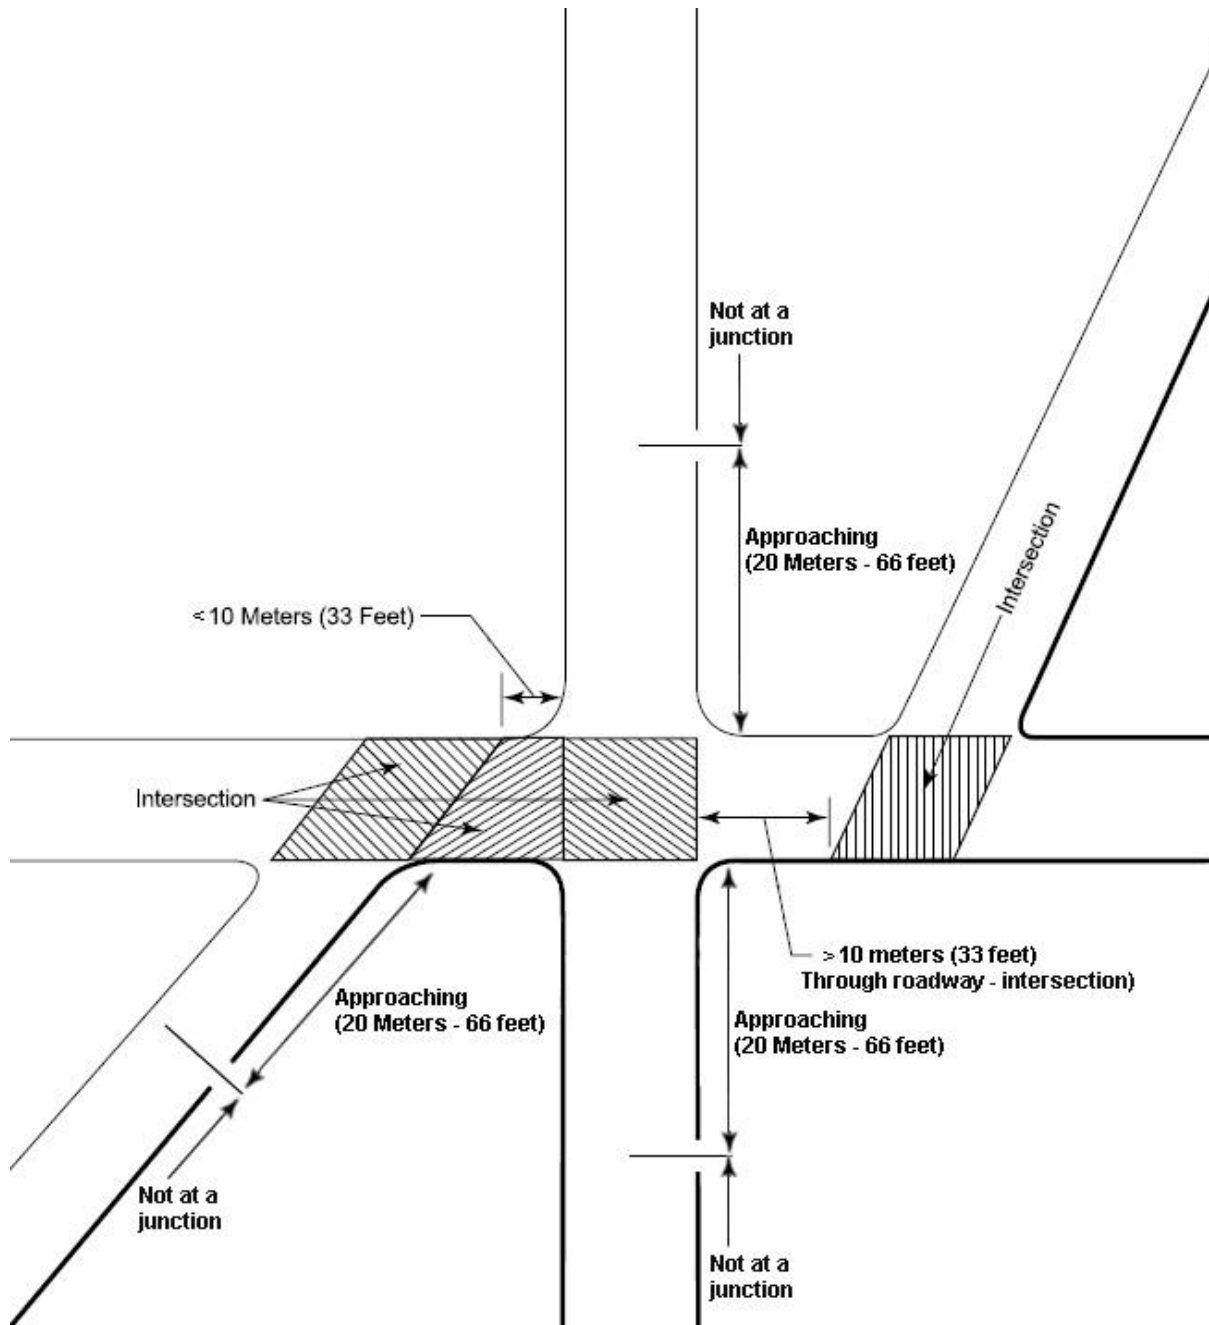 Not at a
junction
Approaching
(20 Meters - 66 feet)
Intersection
<10 Meters (33 Feet)
Intersection
>10 meters (33 feet)
Through roadway - intersection)
Approaching
(20 Meters - 66 feet)
Approaching
(20 Meters - 66 feet)
Not at a
junction
Not at a
junction